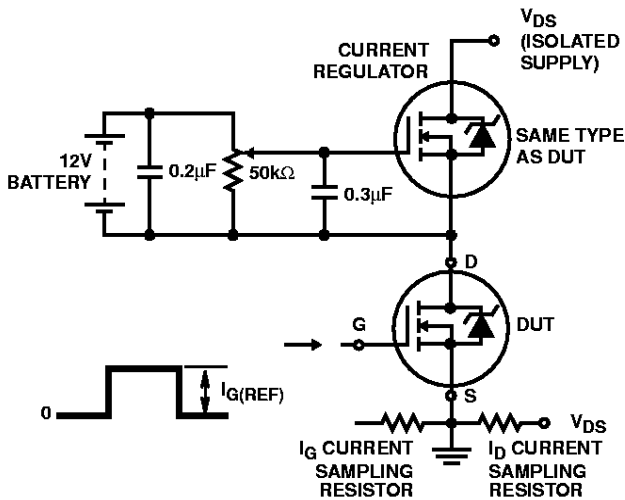 V_DS
(ISOLATED
SUPPLY)
CURRENT
REGULATOR
SAME TYPE
AS DUT
12V
BATTERY
0.2μF
50kΩ
0.3μF
D
DUT
G
I_G(REF)
0
S
V_DS
I_G CURRENT
SAMPLING
RESISTOR
I_D CURRENT
SAMPLING
RESISTOR